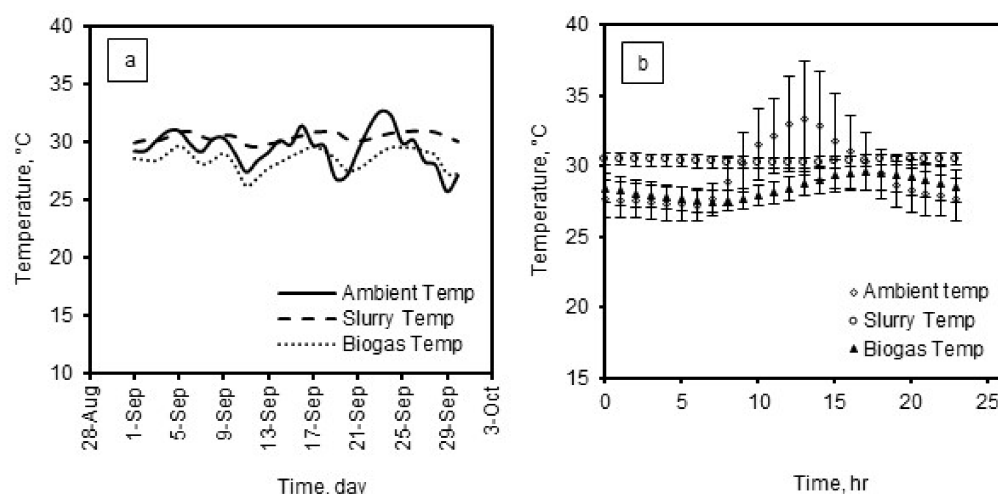 a
Temperature, °C
40
35
30
25
20
15
10
Ambient Temp
Slurry Temp
Biogas Temp
28-Aug
1-Sep
5-Sep
9-Sep
13-Sep
17-Sep
21-Sep
25-Sep
29-Sep
3-Oct
Time, day
b
Temperature, °C
40
35
30
25
20
15
Ambient temp
Slurry Temp
Biogas Temp
0
5
10
15
20
25
Time, hr